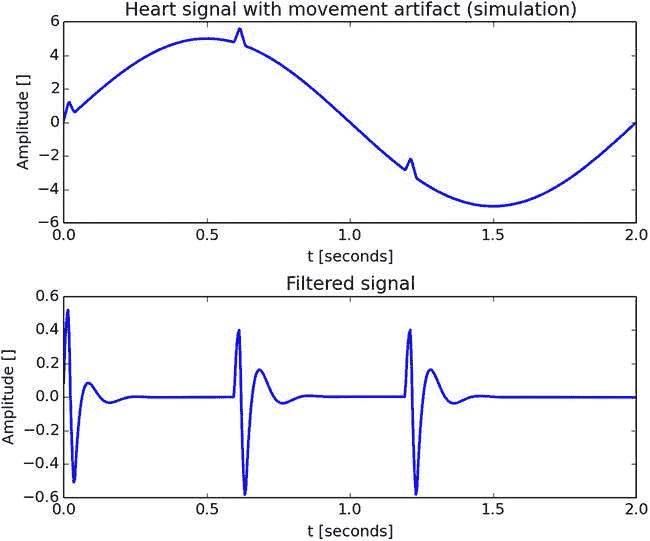 Heart signal with movement artifact (simulation)
6
4
2
0
−2
−4
−6
Amplitude []
0.0 0.5 1.0 1.5 2.0
t [seconds]
Filtered signal
0.6
0.4
0.2
0.0
−0.2
−0.4
−0.6
Amplitude []
0.0 0.5 1.0 1.5 2.0
t [seconds]